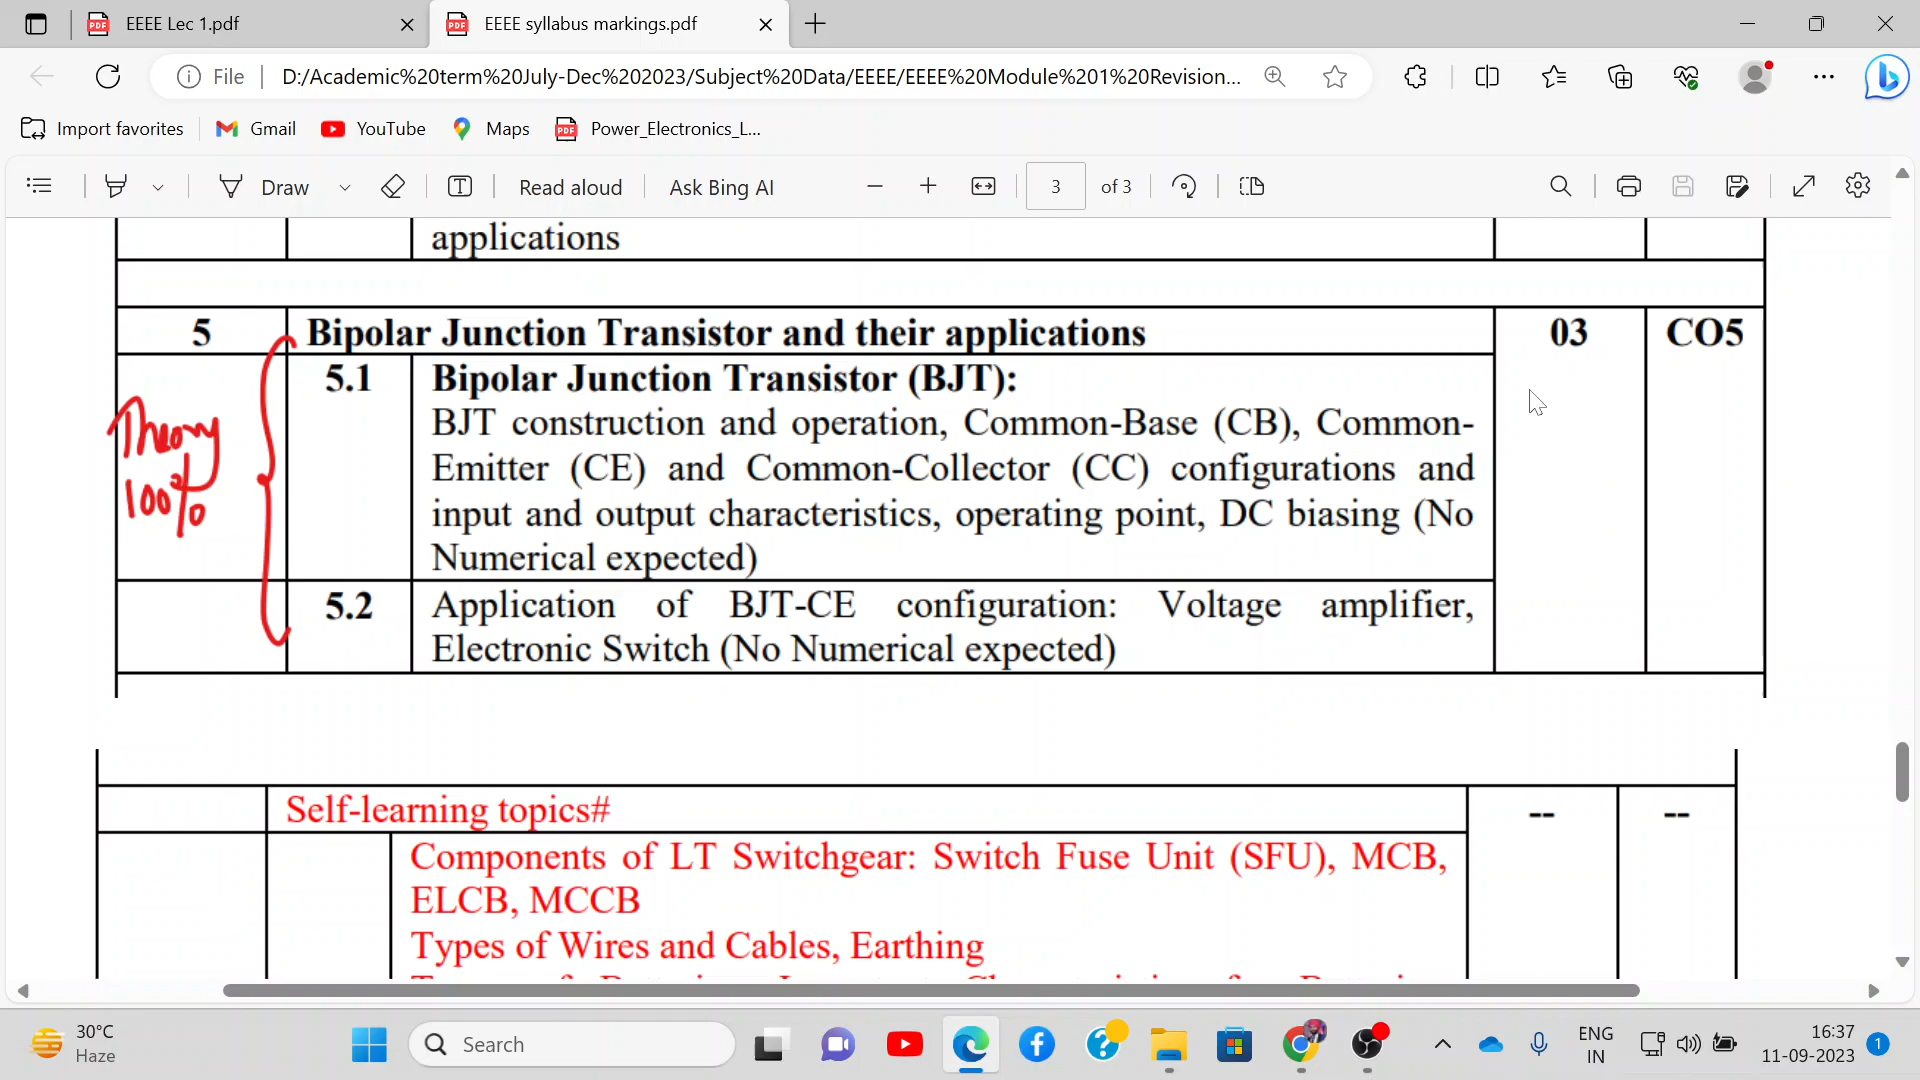 EEEE Lec 1.pdf
EEEE syllabus markings.pdf
File
D:/Academic%20term%20July-Dec%202023/Subject%20Data/EEEE/EEEE%20Module%201%20Revision...
Import favorites
Gmail
YouTube
Maps
Power_Electronics_L...
Draw
Read aloud
Ask Bing AI
3
of 3
applications
5
Bipolar Junction Transistor and their applications
03
CO5
5.1
Bipolar Junction Transistor (BJT):
BJT construction and operation, Common-Base (CB), Common-
Emitter (CE) and Common-Collector (CC) configurations and
input and output characteristics, operating point, DC biasing (No
Numerical expected)
Theory
100%
5.2
Application of BJT-CE configuration: Voltage amplifier,
Electronic Switch (No Numerical expected)
Self-learning topics#
--
--
Components of LT Switchgear: Switch Fuse Unit (SFU), MCB,
ELCB, MCCB
Types of Wires and Cables, Earthing
30°C
Haze
Search
ENG
IN
16:37
11-09-2023
1